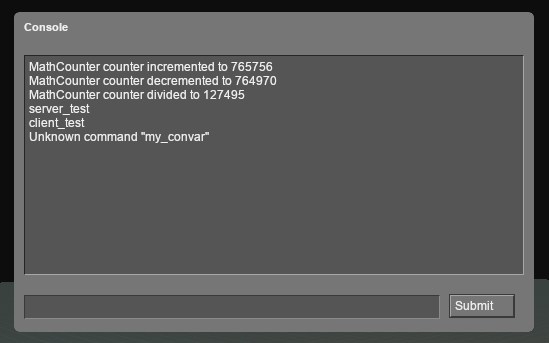 Console
MathCounter counter incremented to 765756
MathCounter counter decremented to 764970
MathCounter counter divided to 127495
server_test
client_test
Unknown command "my_convar"
Submit